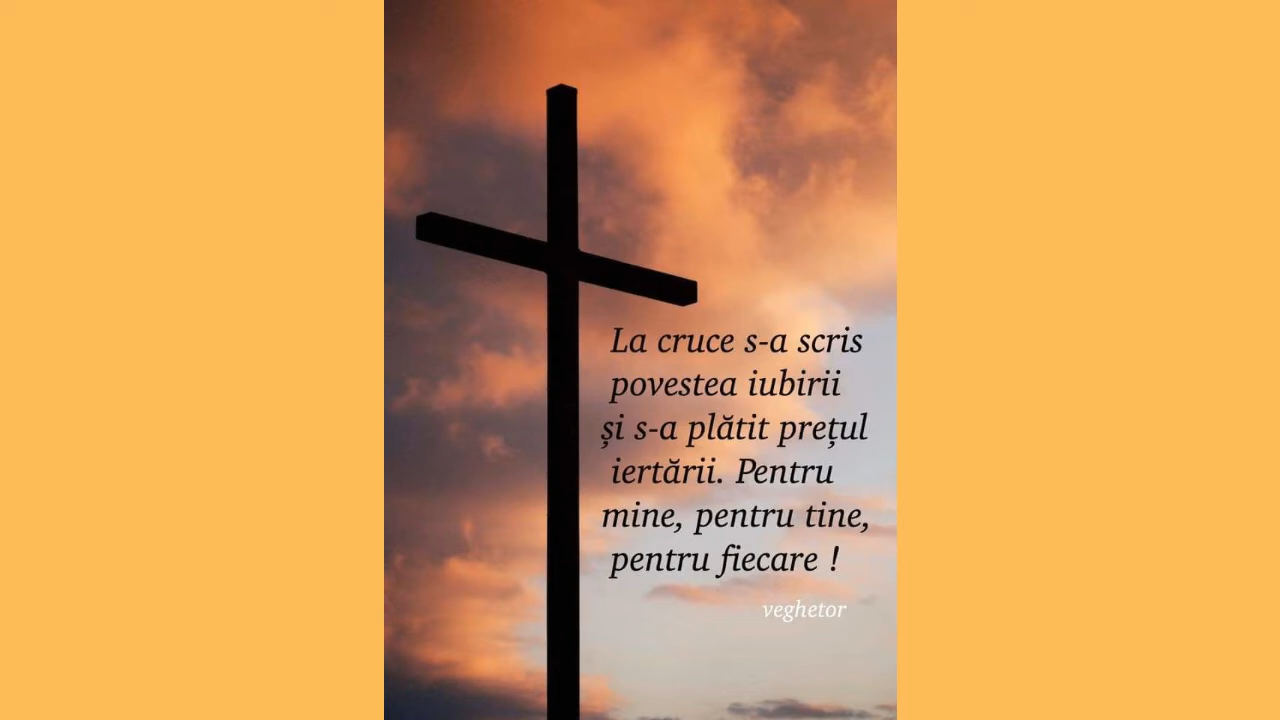 La cruce s-a scris
povestea iubirii
și s-a plătit prețul
iertării. Pentru
mine, pentru tine,
pentru fiecare !
veghetor